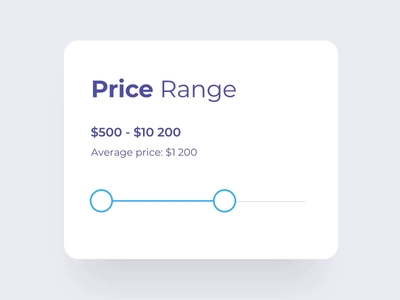 Price Range
$500 - $10 200
Average price: $1 200